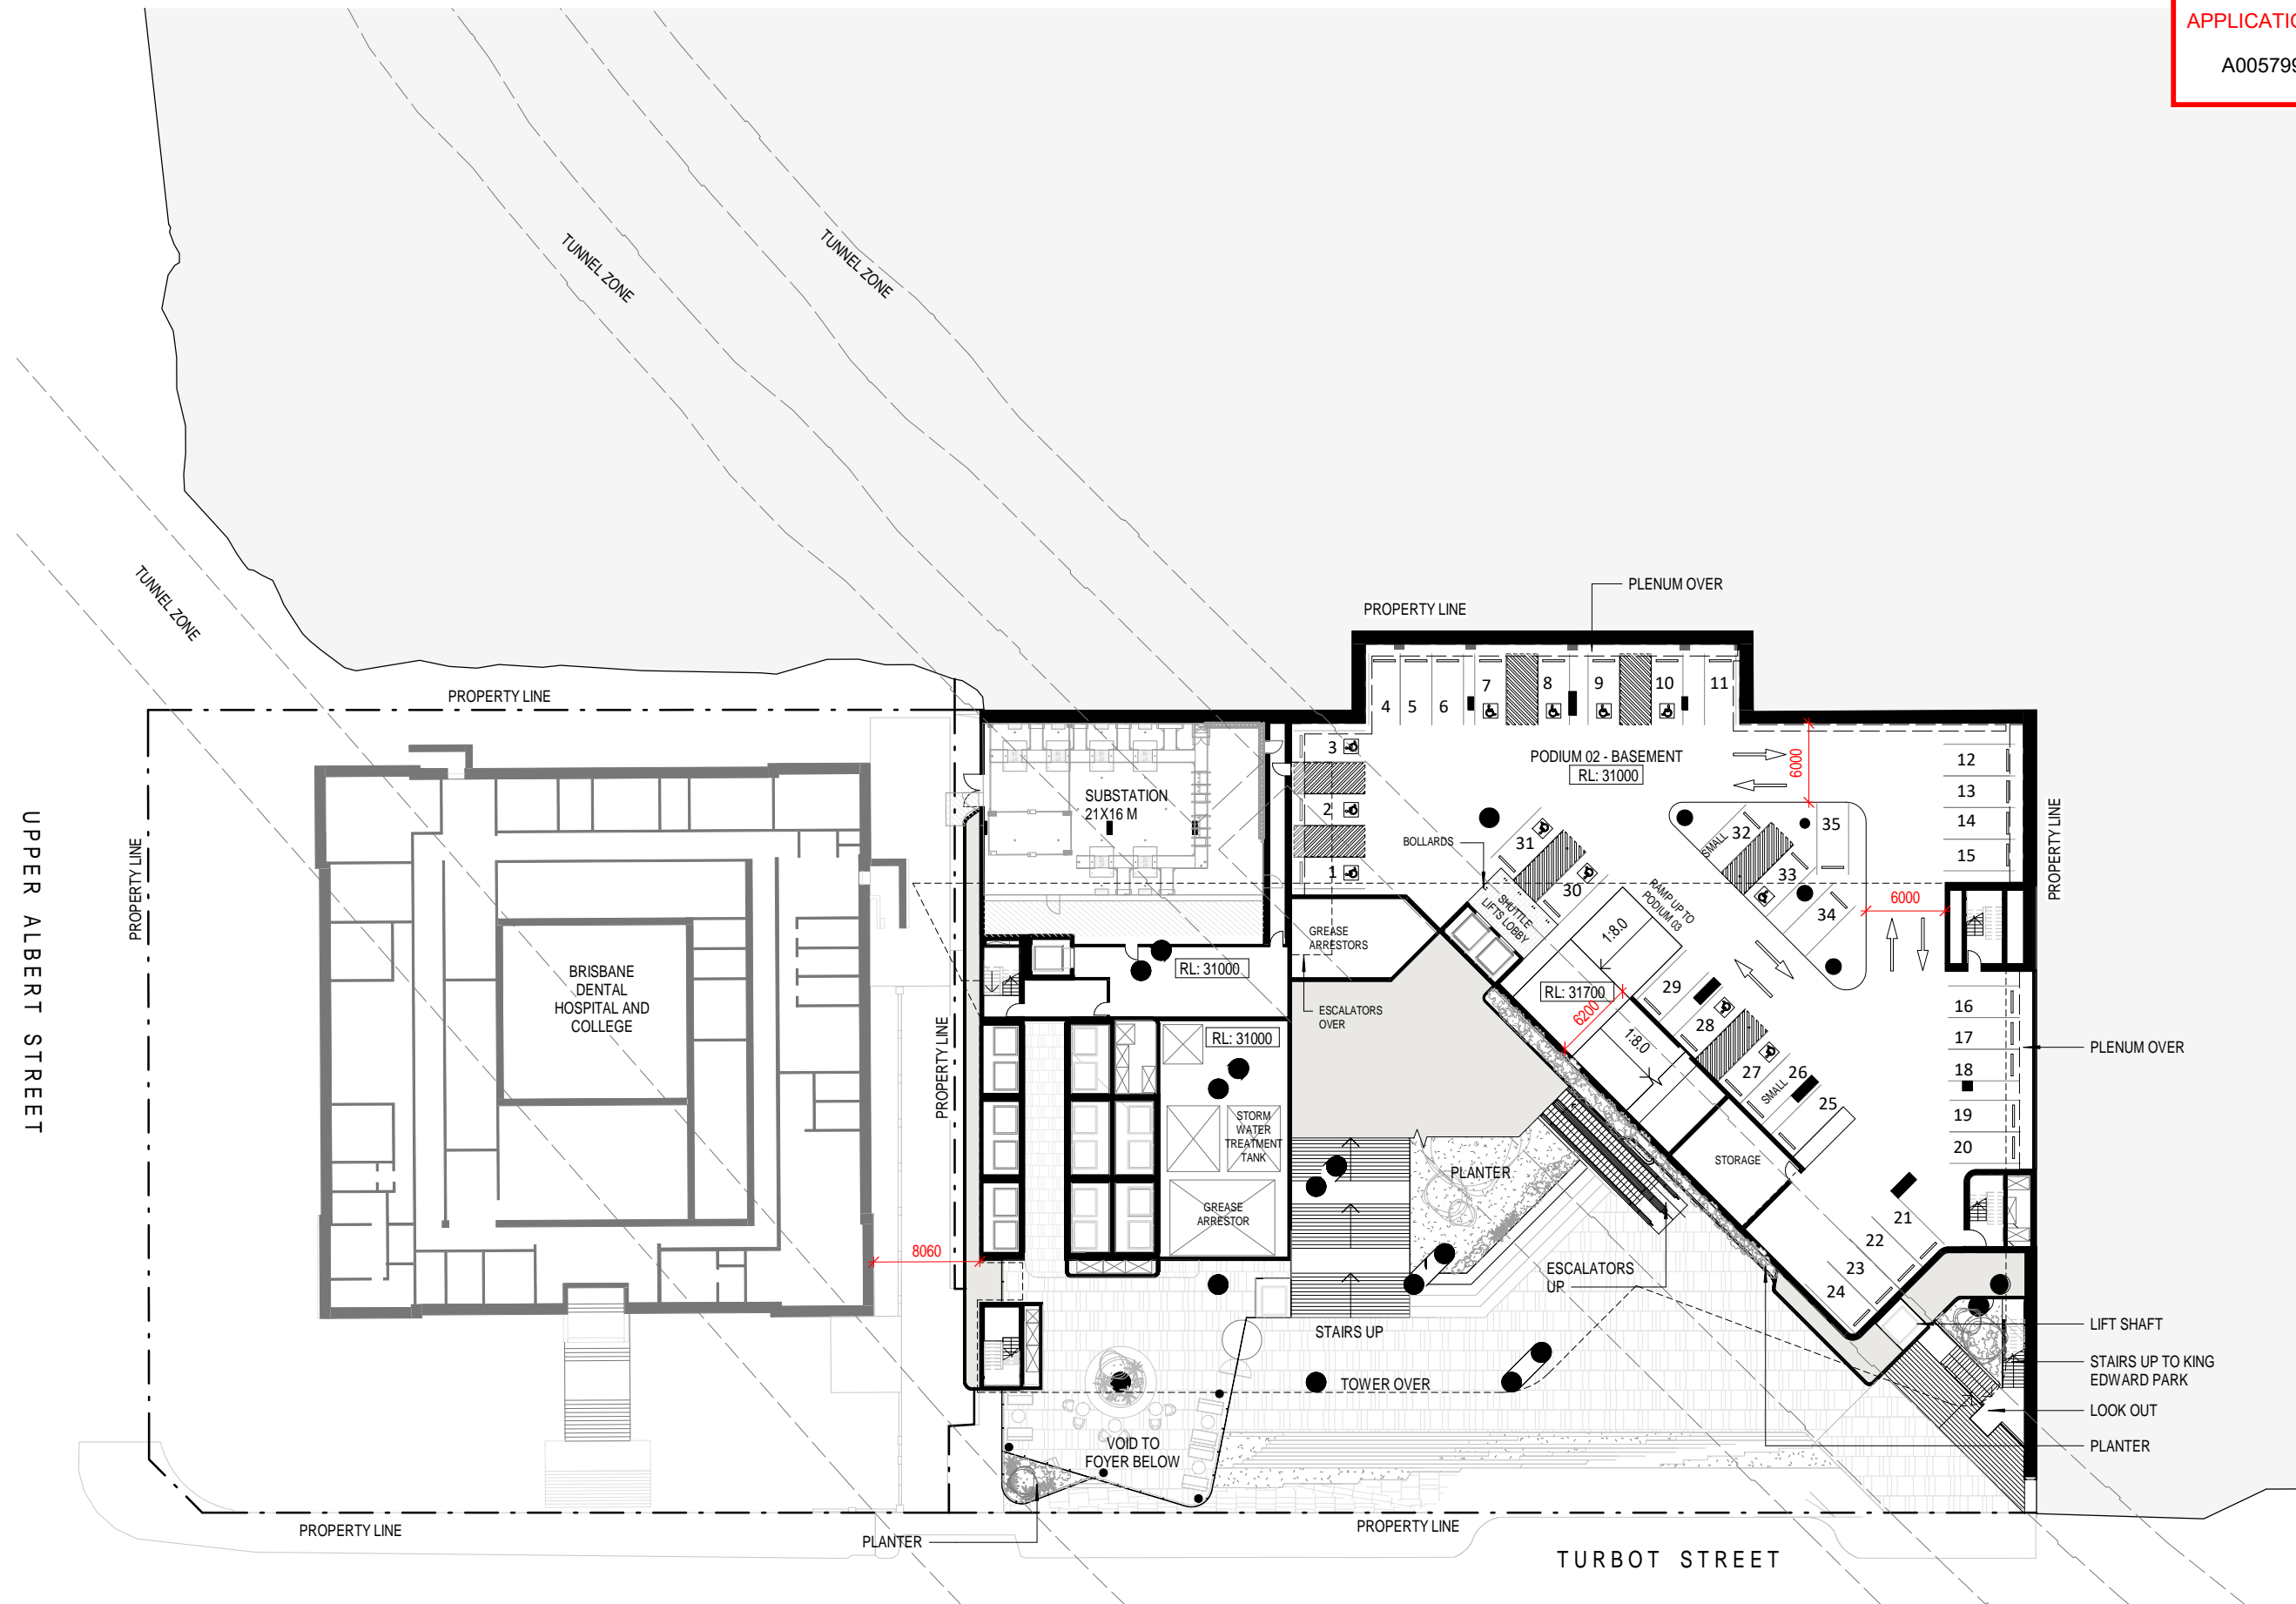 APPLICATIO
A005799
TUNNEL ZONE
TUNNEL ZONE
TUNNEL ZONE
PLENUM OVER
PROPERTY LINE
PROPERTY LINE
4
5
6
7
8
9
10
11
3
2
1
PODIUM 02 - BASEMENT
RL: 31000
6000
12
13
14
15
SUBSTATION
21X16 M
BOLLARDS
31
30
SHUTTLE
LIFTS LOBBY
SMALL
32
33
34
35
6000
RAMP UP TO
PODIUM 03
1:8.0
PROPERTY LINE
PROPERTY LINE
UPPER ALBERT STREET
BRISBANE
DENTAL
HOSPITAL AND
COLLEGE
GREASE
ARRESTORS
RL: 31000
ESCALATORS
OVER
RL: 31700
6200
1:8.0
29
28
27
SMALL
26
25
16
17
18
19
20
PLENUM OVER
PROPERTY LINE
RL: 31000
STORM
WATER
TREATMENT
TANK
GREASE
ARRESTOR
PLANTER
STORAGE
21
22
23
24
8060
ESCALATORS
UP
STAIRS UP
TOWER OVER
LIFT SHAFT
STAIRS UP TO KING
EDWARD PARK
LOOK OUT
PLANTER
VOID TO
FOYER BELOW
PROPERTY LINE
PLANTER
PROPERTY LINE
TURBOT STREET